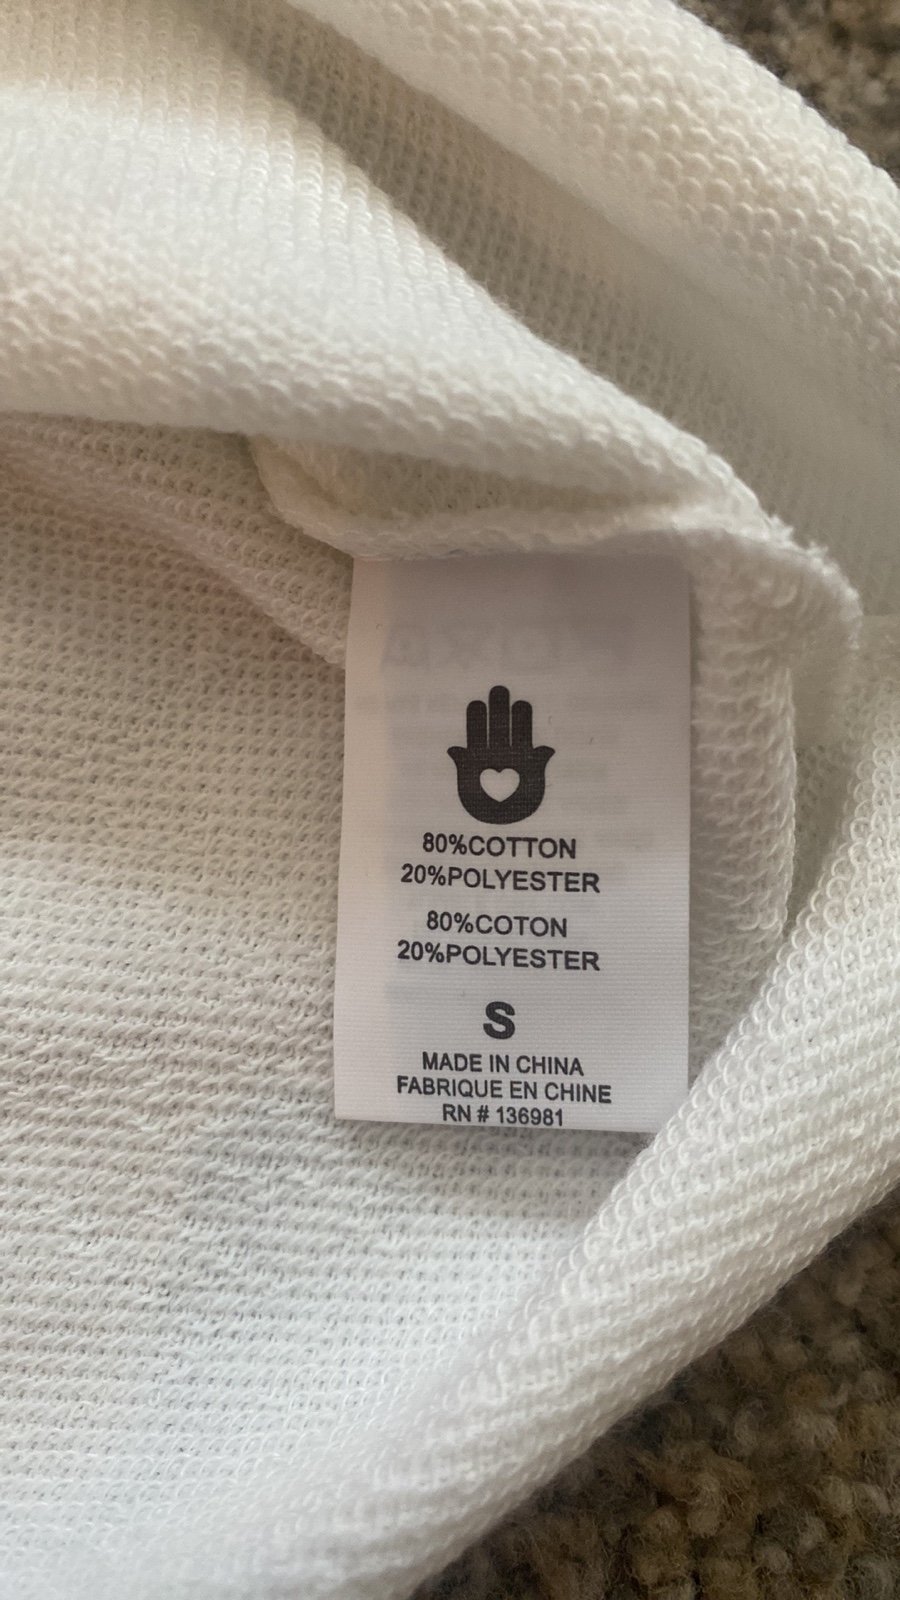 80%COTTON
20%POLYESTER
80%COTON
20%POLYESTER
S
MADE IN CHINA
FABRIQUE EN CHINE
RN # 136981